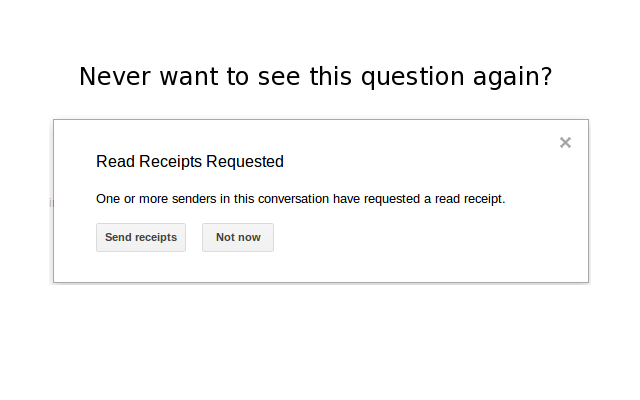 Never want to see this question again?
Read Receipts Requested
One or more senders in this conversation have requested a read receipt.
Send receipts Not now